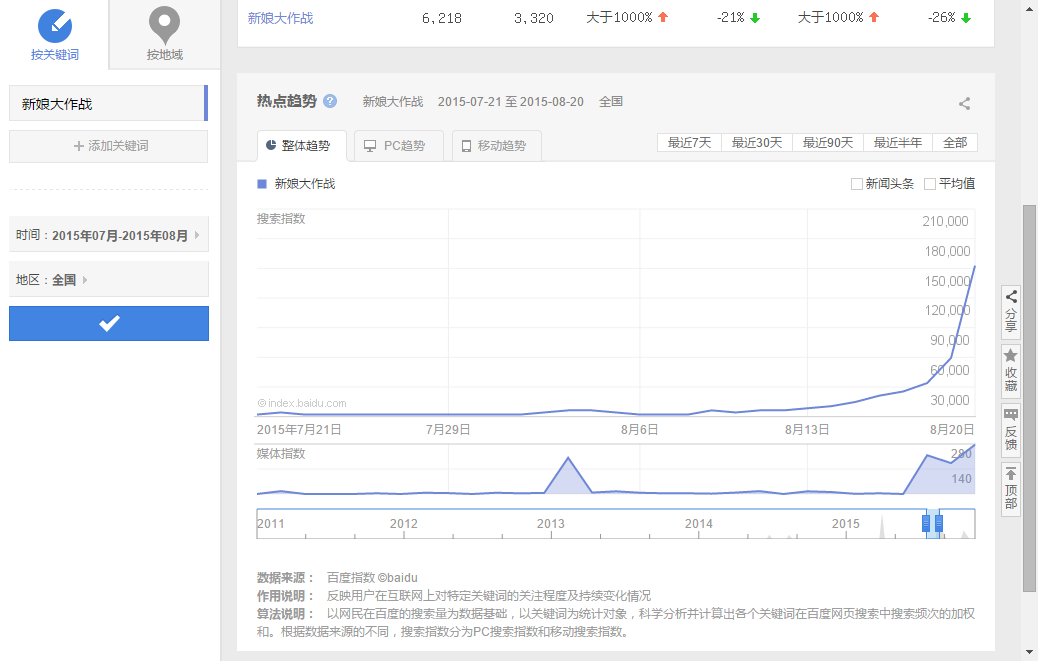 按关键词
按地域
新娘大作战
+ 添加关键词
时间：2015年07月-2015年08月
地区：全国
新娘大作战 6,218 3,320 大于1000% -21% 大于1000% -26%
热点趋势 ? 新娘大作战 2015-07-21 至 2015-08-20 全国
整体趋势 PC趋势 移动趋势
最近7天 最近30天 最近90天 最近半年 全部
新娘大作战
新闻头条 平均值
搜索指数
210,000
180,000
150,000
120,000
90,000
60,000
30,000
©index.baidu.com
2015年7月21日 7月29日 8月6日 8月13日 8月20日
媒体指数
280
140
2011 2012 2013 2014 2015
数据来源： 百度指数 ©baidu
作用说明： 反映用户在互联网上对特定关键词的关注程度及持续变化情况
算法说明： 以网民在百度的搜索量为数据基础，以关键词为统计对象，科学分析并计算出各个关键词在百度网页搜索中搜索频次的加权
和。根据数据来源的不同，搜索指数分为PC搜索指数和移动搜索指数。
分享
收藏
反馈
顶部